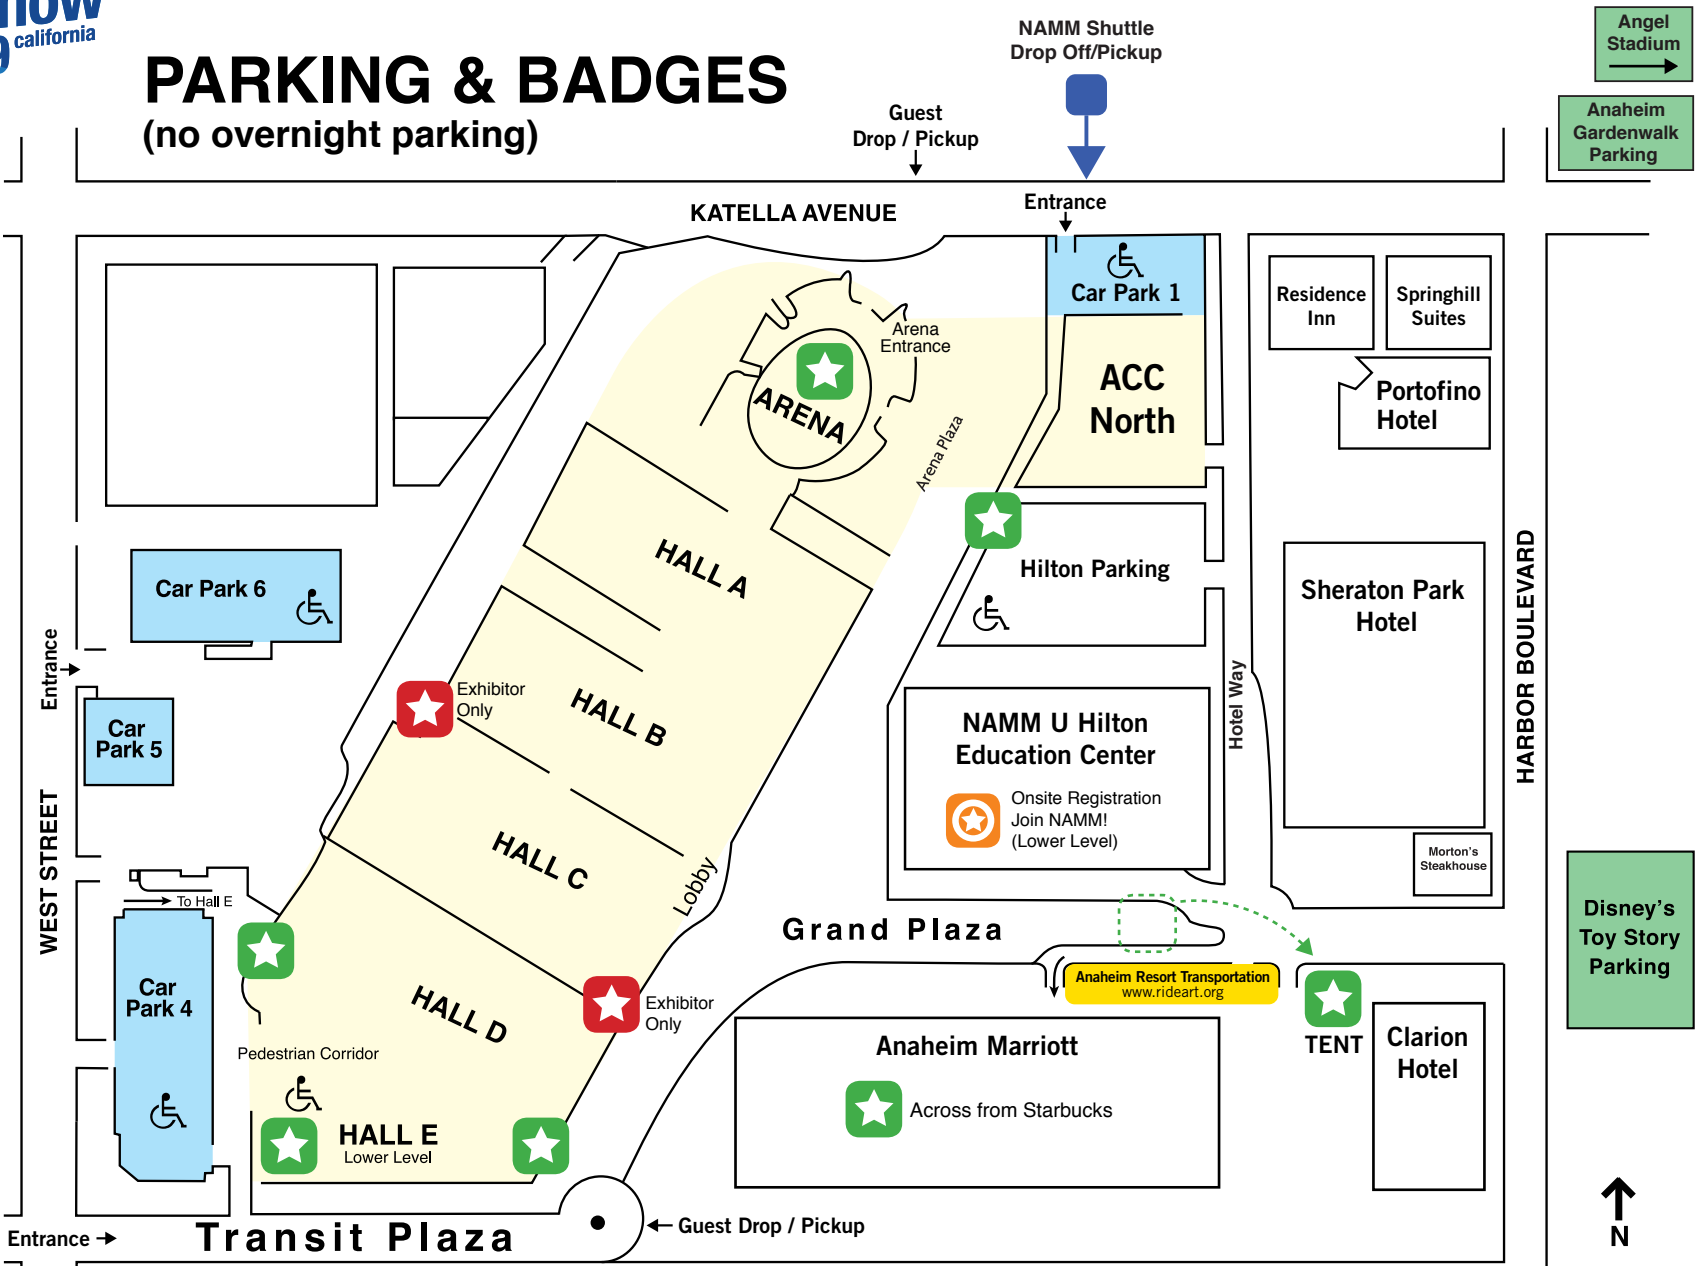 california
PARKING & BADGES
(no overnight parking)
NAMM Shuttle
Drop Off/Pickup
Guest
Drop / Pickup
Angel
Stadium
Anaheim
Gardenwalk
Parking
KATELLA AVENUE
Entrance
Car Park 1
Residence
Inn
Springhill
Suites
Arena
Entrance
ARENA
ACC
North
Portofino
Hotel
Arena Plaza
HALL A
Hilton Parking
Car Park 6
Sheraton Park
Hotel
HARBOR BOULEVARD
Entrance
Exhibitor
Only
HALL B
Car
Park 5
NAMM U Hilton
Education Center
Onsite Registration
Join NAMM!
(Lower Level)
Hotel Way
WEST STREET
HALL C
Lobby
Morton's
Steakhouse
To Hall E
Grand Plaza
Disney's
Toy Story
Parking
Car
Park 4
HALL D
Exhibitor
Only
Anaheim Resort Transportation
www.rideart.org
TENT
Clarion
Hotel
Pedestrian Corridor
Anaheim Marriott
Across from Starbucks
HALL E
Lower Level
Entrance
Transit Plaza
Guest Drop / Pickup
N